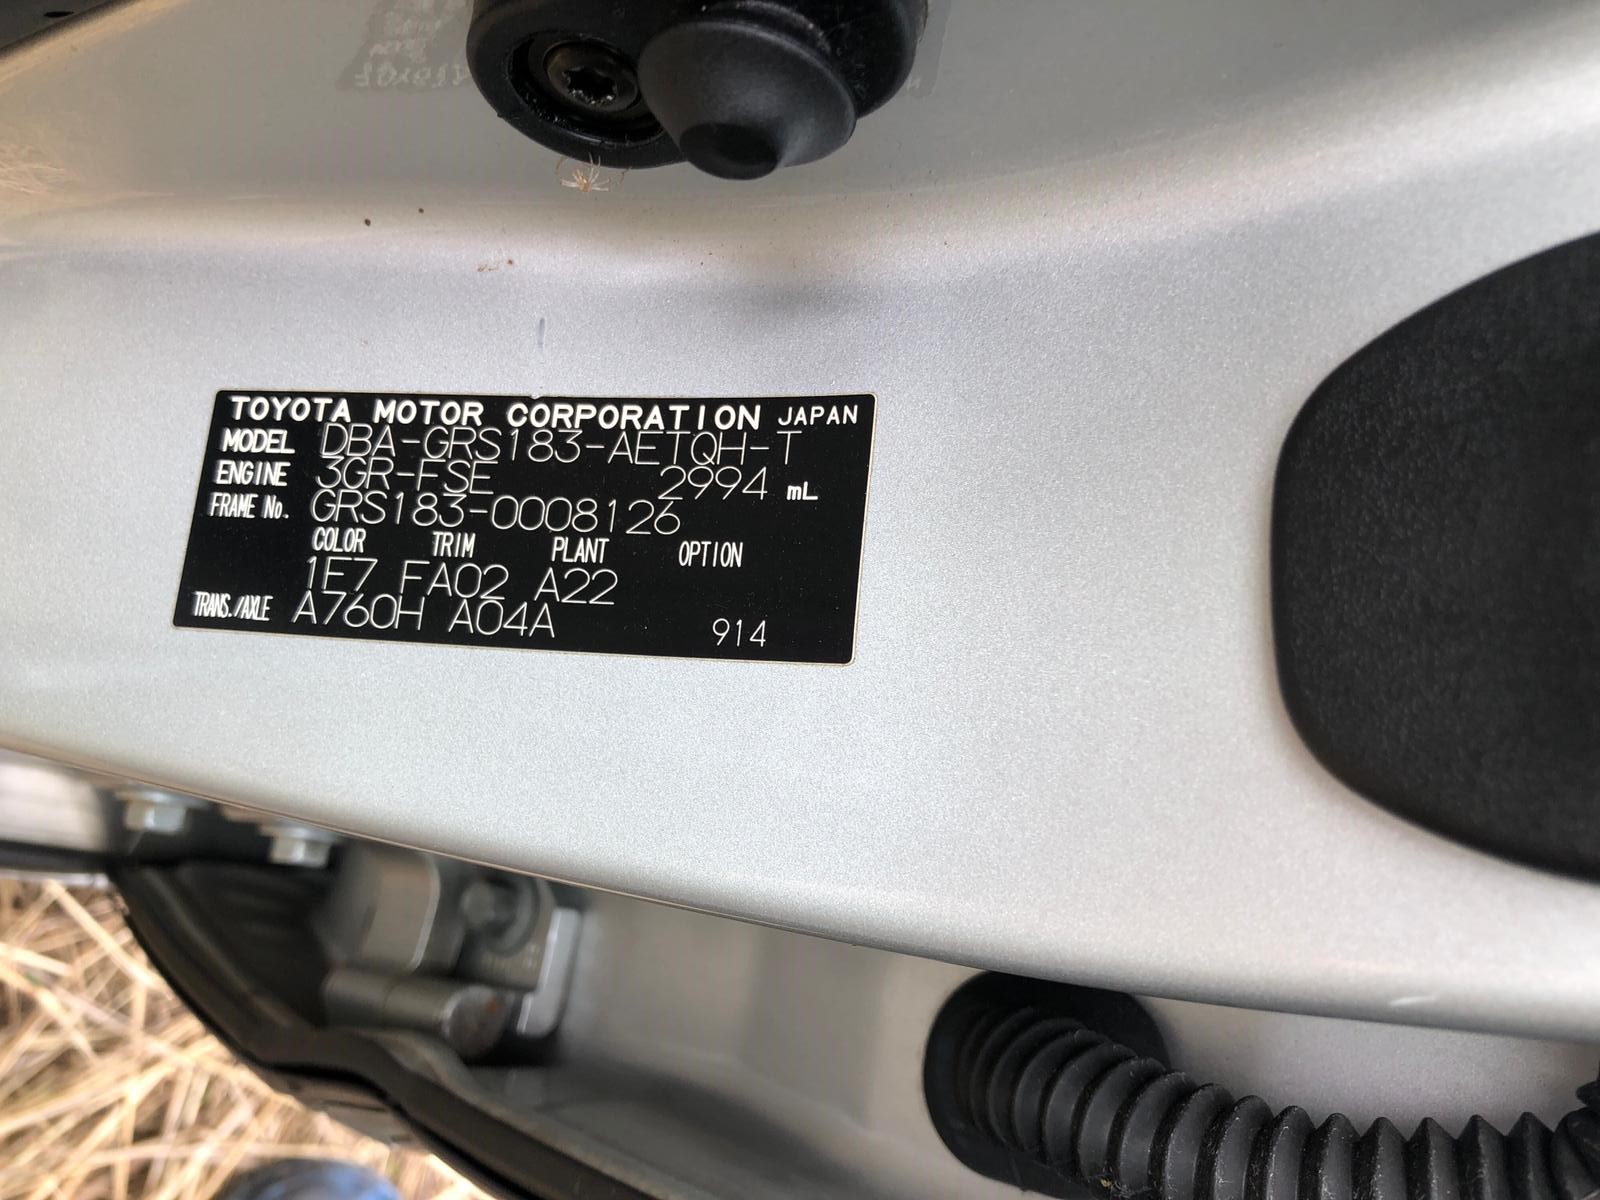 TOYOTA MOTOR CORPORATION JAPAN
MODEL DBA-GRS183-AETQH-T
ENGINE 3GR-FSE 2994 mL
FRAME No. GRS183-0008126
COLOR TRIM PLANT OPTION
1E7 FA02 A22
TRANS./AXLE A760H A04A 914